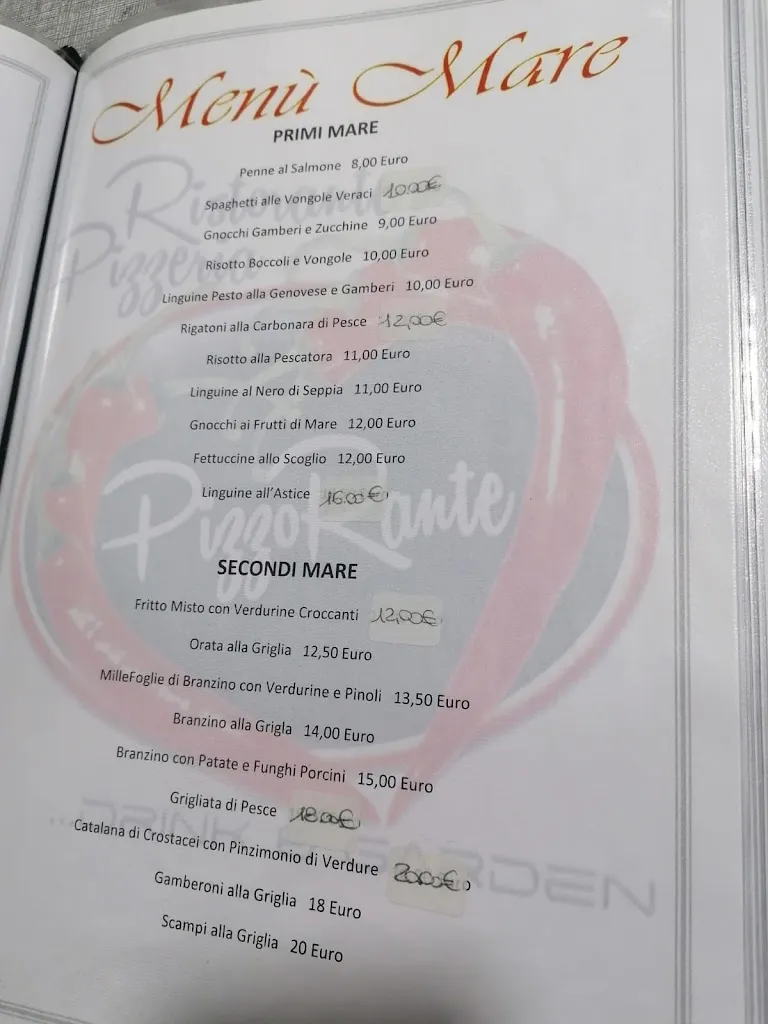 Menù Mare
PRIMI MARE
Penne al Salmone 8,00 Euro
Spaghetti alle Vongole Veraci 10.00€
Gnocchi Gamberi e Zucchine 9,00 Euro
Risotto Boccoli e Vongole 10,00 Euro
Linguine Pesto alla Genovese e Gamberi 10,00 Euro
Rigatoni alla Carbonara di Pesce 12,00€
Risotto alla Pescatora 11,00 Euro
Linguine al Nero di Seppia 11,00 Euro
Gnocchi ai Frutti di Mare 12,00 Euro
Fettuccine allo Scoglio 12,00 Euro
Linguine all'Astice 16.00€
SECONDI MARE
Fritto Misto con Verdurine Croccanti 12,00€
Orata alla Griglia 12,50 Euro
MilleFoglie di Branzino con Verdurine e Pinoli 13,50 Euro
Branzino alla Grigla 14,00 Euro
Branzino con Patate e Funghi Porcini 15,00 Euro
Grigliata di Pesce 18.00€
Catalana di Crostacei con Pinzimonio di Verdure 20.00€
Gamberoni alla Griglia 18 Euro
Scampi alla Griglia 20 Euro
Ristorante
Pizzeria
PizzoRante